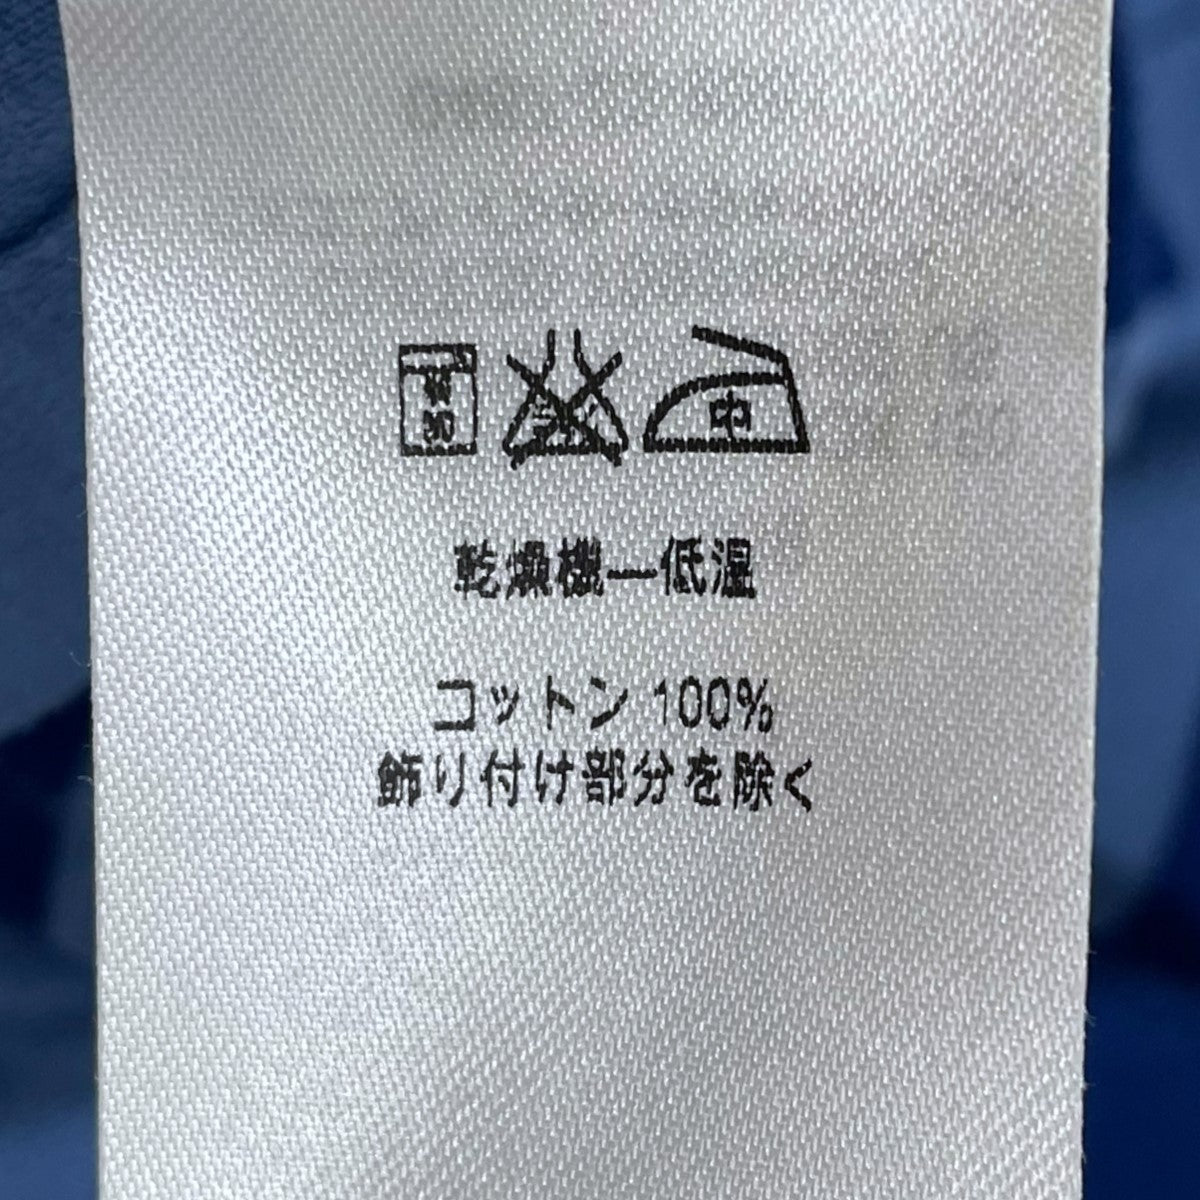 中
乾燥機—低温
コットン 100%
飾り付け部分を除く